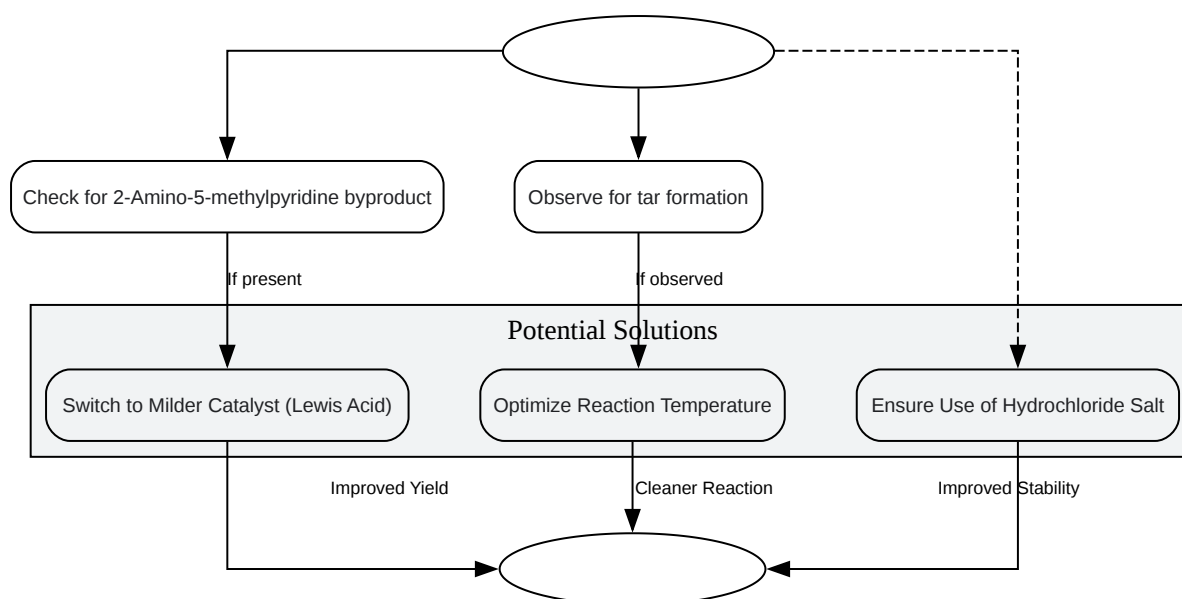 Check for 2-Amino-5-methylpyridine byproduct
Observe for tar formation
If present
If observed
Potential Solutions
Switch to Milder Catalyst (Lewis Acid)
Optimize Reaction Temperature
Ensure Use of Hydrochloride Salt
Improved Yield
Cleaner Reaction
Improved Stability